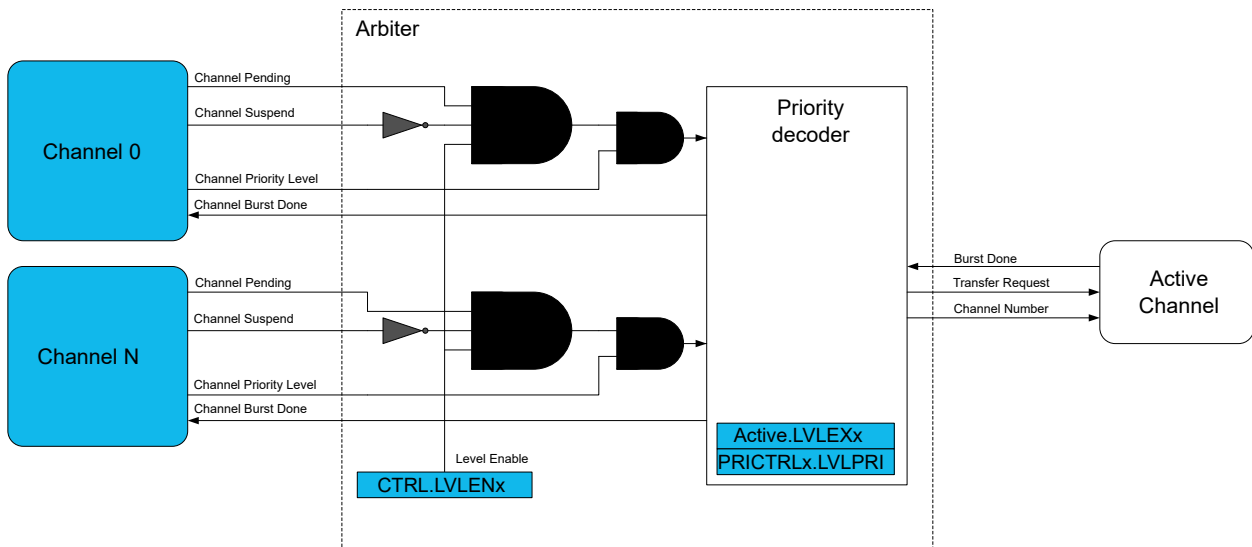 Arbiter
Channel 0
Channel Pending
Channel Suspend
Channel Priority Level
Channel Burst Done
Priority
decoder
Channel N
Channel Pending
Channel Suspend
Channel Priority Level
Channel Burst Done
Burst Done
Transfer Request
Channel Number
Active
Channel
Active.LVLEXx
PRICTRLx.LVLPRI
Level Enable
CTRL.LVLENx